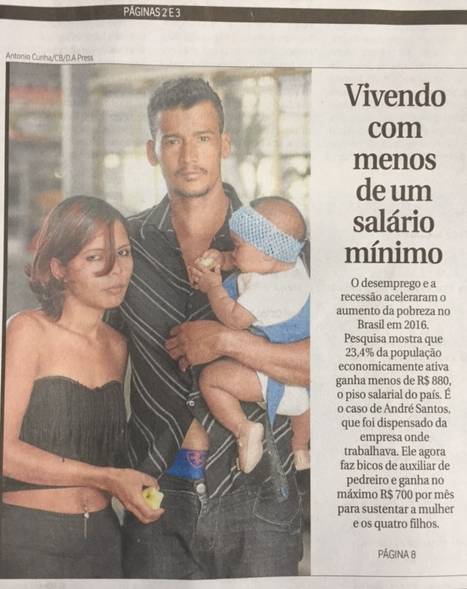 PÁGINAS 2 E 3
Antonio Cunha/CB/D.A Press
Vivendo
com
menos
de um
salário
mínimo
O desemprego e a
recessão aceleraram o
aumento da pobreza no
Brasil em 2016.
Pesquisa mostra que
23,4% da população
economicamente ativa
ganha menos de R$ 880,
o piso salarial do país. É
o caso de André Santos,
que foi dispensado da
empresa onde
trabalhava. Ele agora
faz bicos de auxiliar de
pedreiro e ganha no
máximo R$ 700 por mês
para sustentar a mulher
e os quatro filhos.
PÁGINA 8